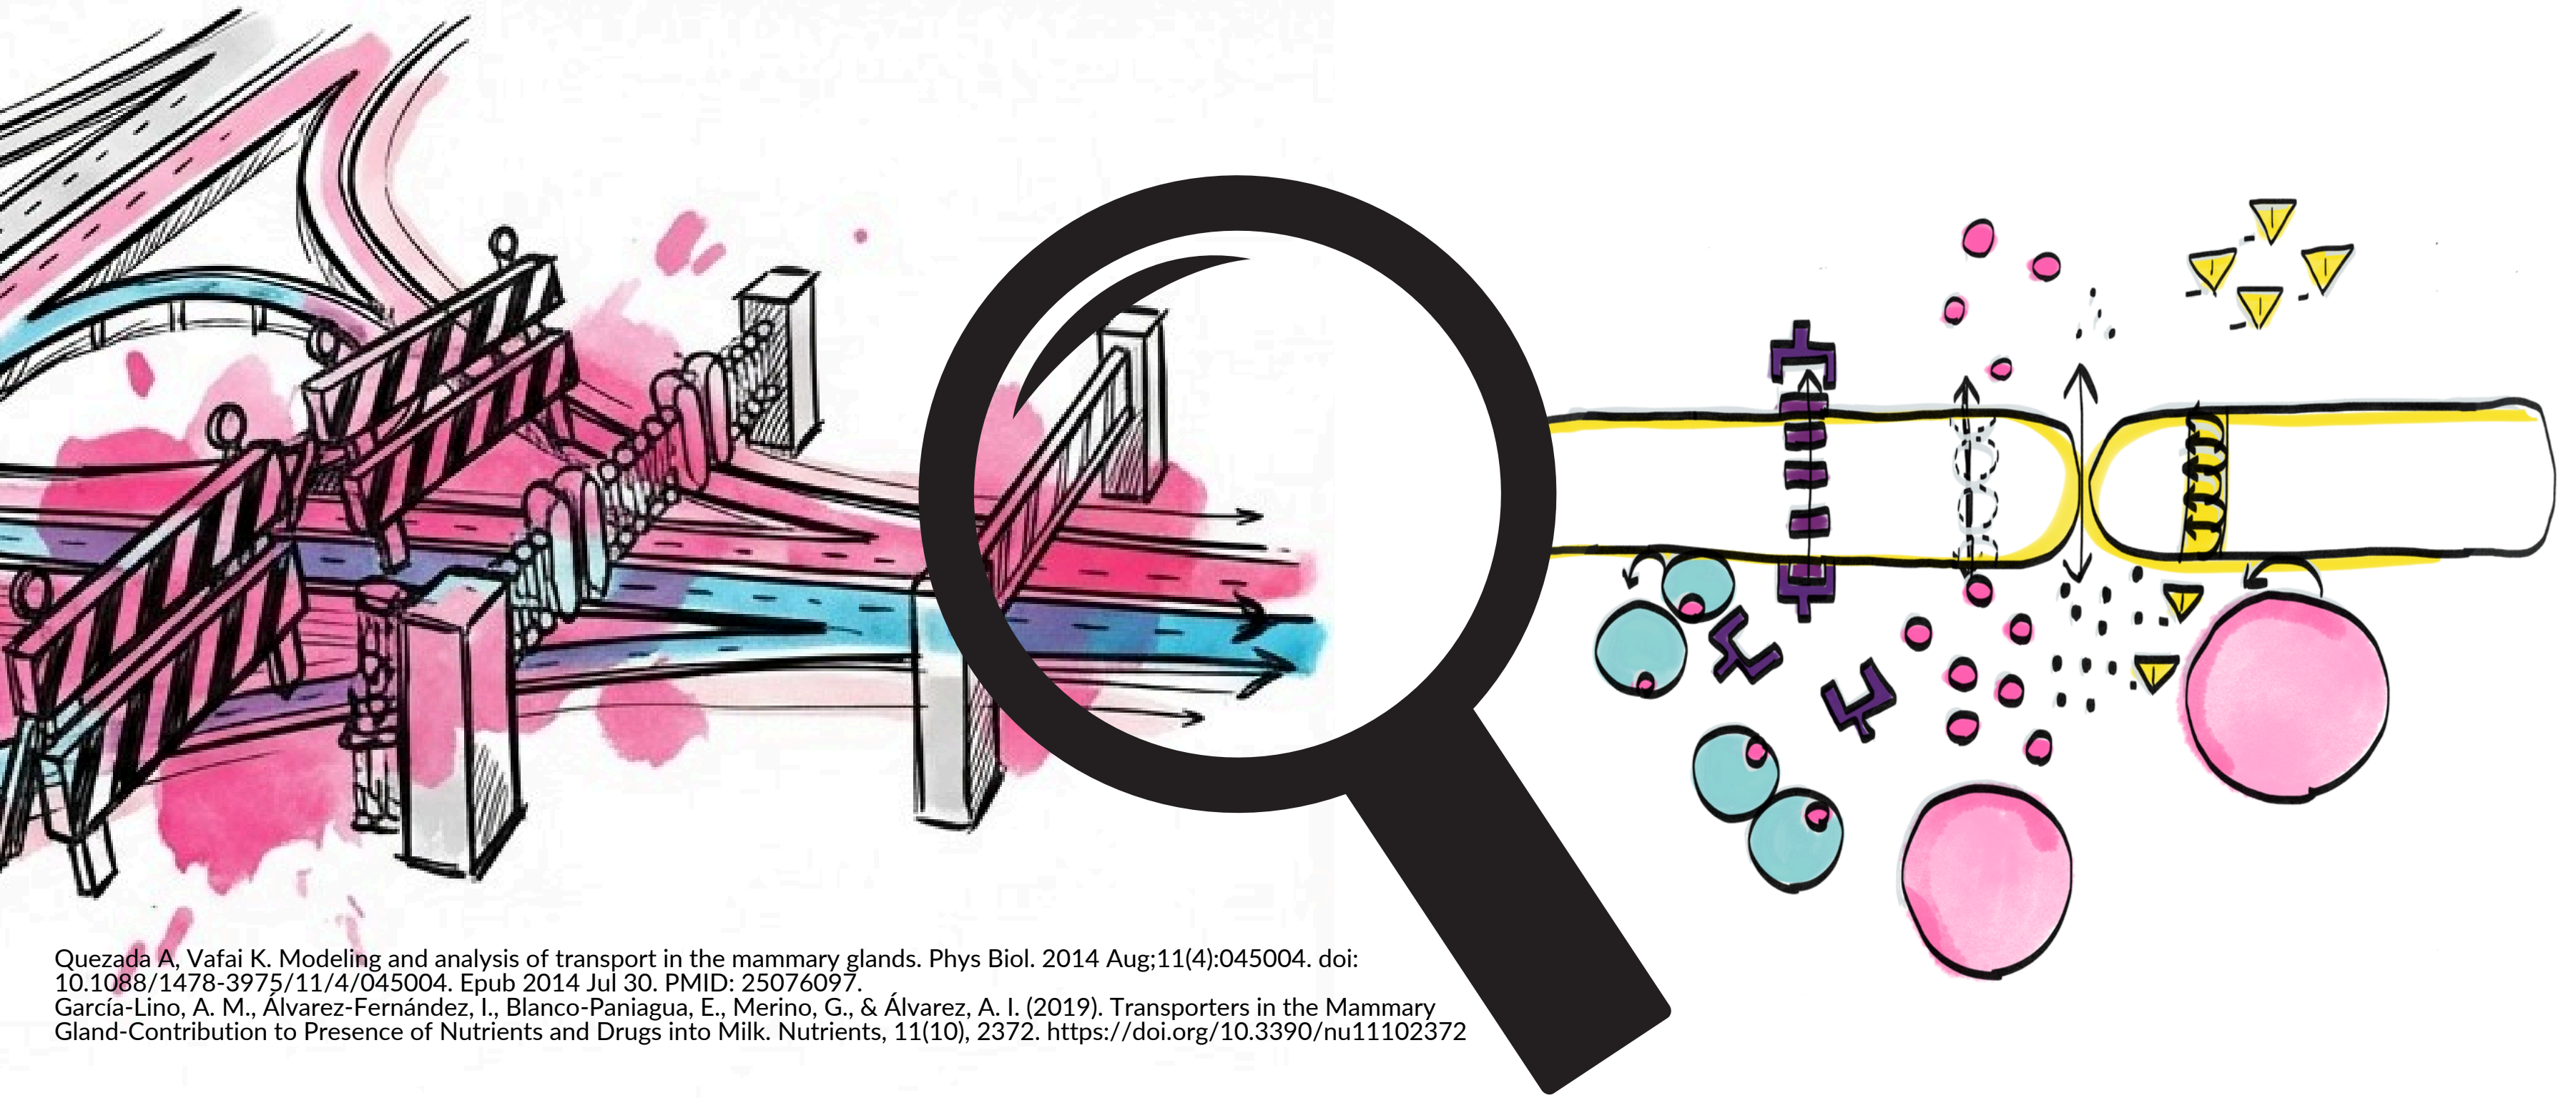 Quezada A, Vafai K. Modeling and analysis of transport in the mammary glands. Phys Biol. 2014 Aug;11(4):045004. doi:
10.1088/1478-3975/11/4/045004. Epub 2014 Jul 30. PMID: 25076097.
García-Lino, A. M., Álvarez-Fernández, I., Blanco-Paniagua, E., Merino, G., & Álvarez, A. I. (2019). Transporters in the Mammary
Gland-Contribution to Presence of Nutrients and Drugs into Milk. Nutrients, 11(10), 2372. https://doi.org/10.3390/nu11102372